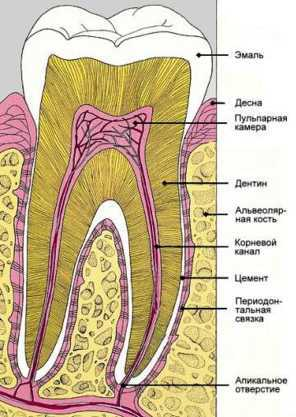 Эмаль
Десна
Пульпарная
камера
Дентин
Альвеоляр-
ная кость
Корневой
канал
Цемент
Периодон-
тальная
связка
Апикальное
отверстие